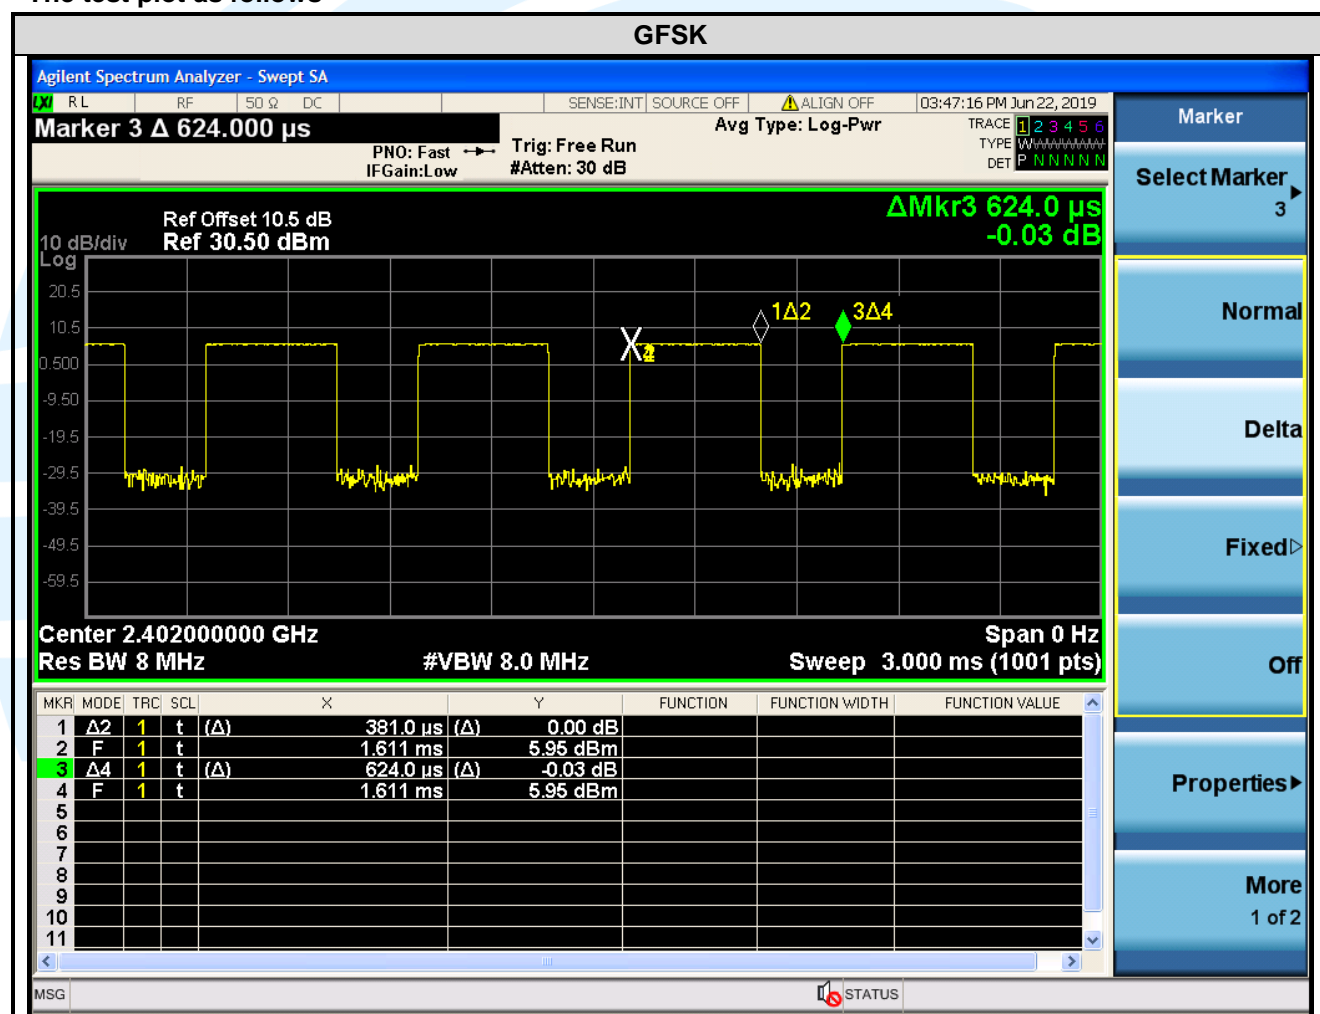 The test plot as follows
GFSK
Agilent Spectrum Analyzer - Swept SA
LXI RL RF 50 Ω DC SENSE:INT SOURCE OFF ALIGN OFF 03:47:16 PM Jun 22, 2019
Marker 3 Δ 624.000 µs
PNO: Fast
IFGain:Low
Trig: Free Run
#Atten: 30 dB
Avg Type: Log-Pwr
TRACE 1 2 3 4 5 6
TYPE WWWWWW
DET P N N N N N
ΔMkr3 624.0 µs
-0.03 dB
Ref Offset 10.5 dB
10 dB/div Ref 30.50 dBm
Log
20.5
10.5
0.500
-9.50
-19.5
-29.5
-39.5
-49.5
-59.5
1Δ2 3Δ4
Center 2.402000000 GHz Span 0 Hz
Res BW 8 MHz #VBW 8.0 MHz Sweep 3.000 ms (1001 pts)
MKR MODE TRC SCL X Y FUNCTION FUNCTION WIDTH FUNCTION VALUE
1 Δ2 1 t (Δ) 381.0 µs (Δ) 0.00 dB
2 F 1 t 1.611 ms 5.95 dBm
3 Δ4 1 t (Δ) 624.0 µs (Δ) -0.03 dB
4 F 1 t 1.611 ms 5.95 dBm
5
6
7
8
9
10
11
MSG STATUS
Marker
Select Marker
3
Normal
Delta
Fixed
Off
Properties
More
1 of 2